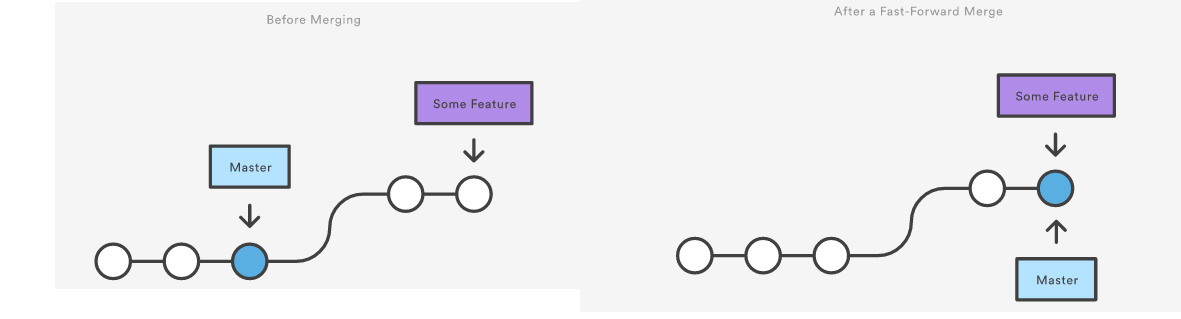 Before Merging
Some Feature
Master
After a Fast-Forward Merge
Some Feature
Master